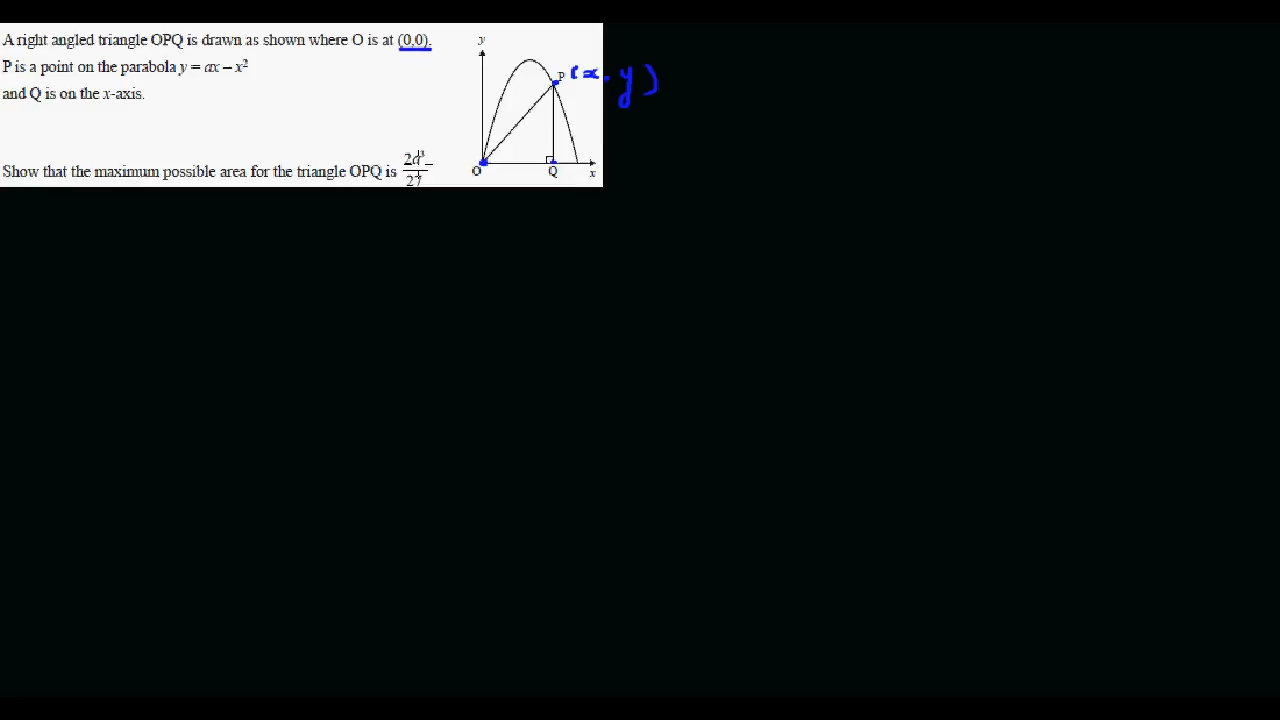 A right angled triangle OPQ is drawn as shown where O is at (0,0).
P is a point on the parabola y = ax – x²
and Q is on the x-axis.
Show that the maximum possible area for the triangle OPQ is 2a³/27
y
P (x, y)
O
Q
x